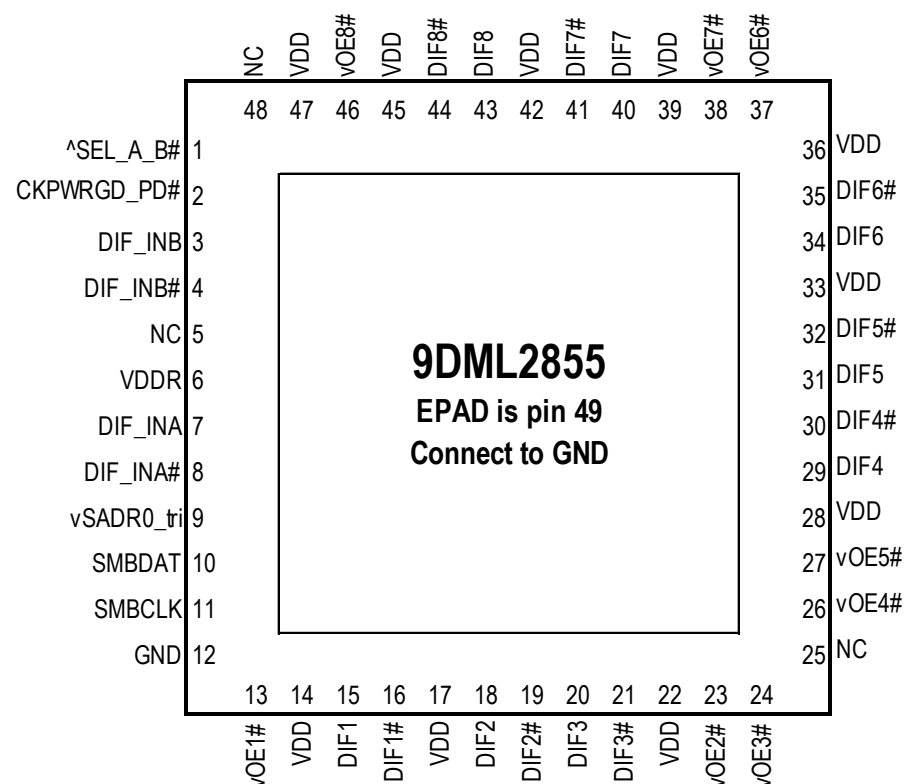 NC VDD vOE8# VDD DIF8# DIF8 VDD DIF7# DIF7 VDD vOE7# vOE6#
48 47 46 45 44 43 42 41 40 39 38 37
^SEL_A_B# 1
CKPWRGD_PD# 2
DIF_INB 3
DIF_INB# 4
NC 5
VDDR 6
DIF_INA 7
DIF_INA# 8
vSADR0_tri 9
SMBDAT 10
SMBCLK 11
GND 12
9DML2855
EPAD is pin 49
Connect to GND
36 VDD
35 DIF6#
34 DIF6
33 VDD
32 DIF5#
31 DIF5
30 DIF4#
29 DIF4
28 VDD
27 vOE5#
26 vOE4#
25 NC
13 14 15 16 17 18 19 20 21 22 23 24
vOE1# VDD DIF1 DIF1# VDD DIF2 DIF2# DIF3 DIF3# VDD vOE2# vOE3#